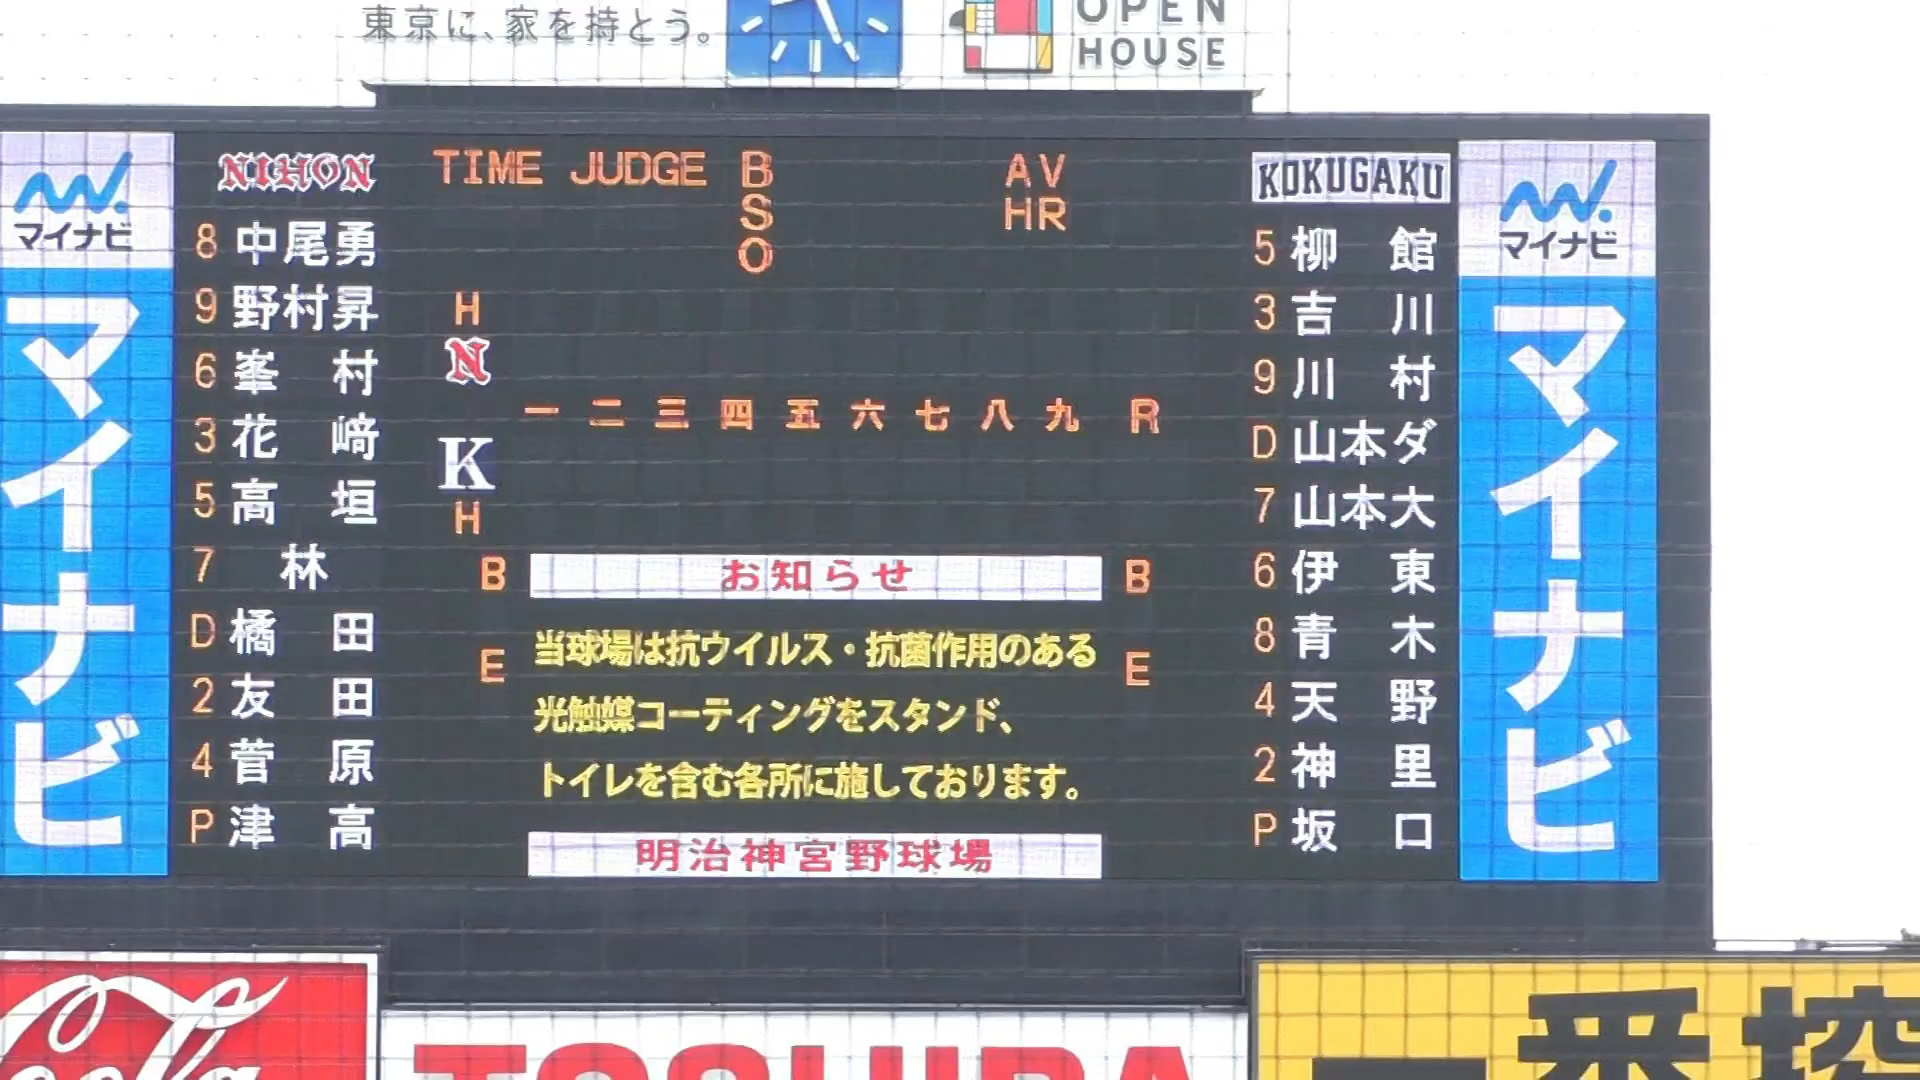 東京に、家を持とう。
OPEN
HOUSE
マイナビ
マイナビ
NIHON
8 中尾勇
9 野村昇
6 峯村
3 花﨑
5 高垣
7 林
D 橘田
2 友田
4 菅原
P 津高
TIME JUDGE B
S
O
AV
HR
H
N
一 二 三 四 五 六 七 八 九 R
K
H
B
E
お知らせ
当球場は抗ウイルス・抗菌作用のある
光触媒コーティングをスタンド、
トイレを含む各所に施しております。
明治神宮野球場
B
E
KOKUGAKU
5 柳館
3 吉川
9 川村
D 山本ダ
7 山本大
6 伊東
8 青木
4 天野
2 神里
P 坂口
マイナビ
マイナビ
Coca
TOSHIBA
一番搾